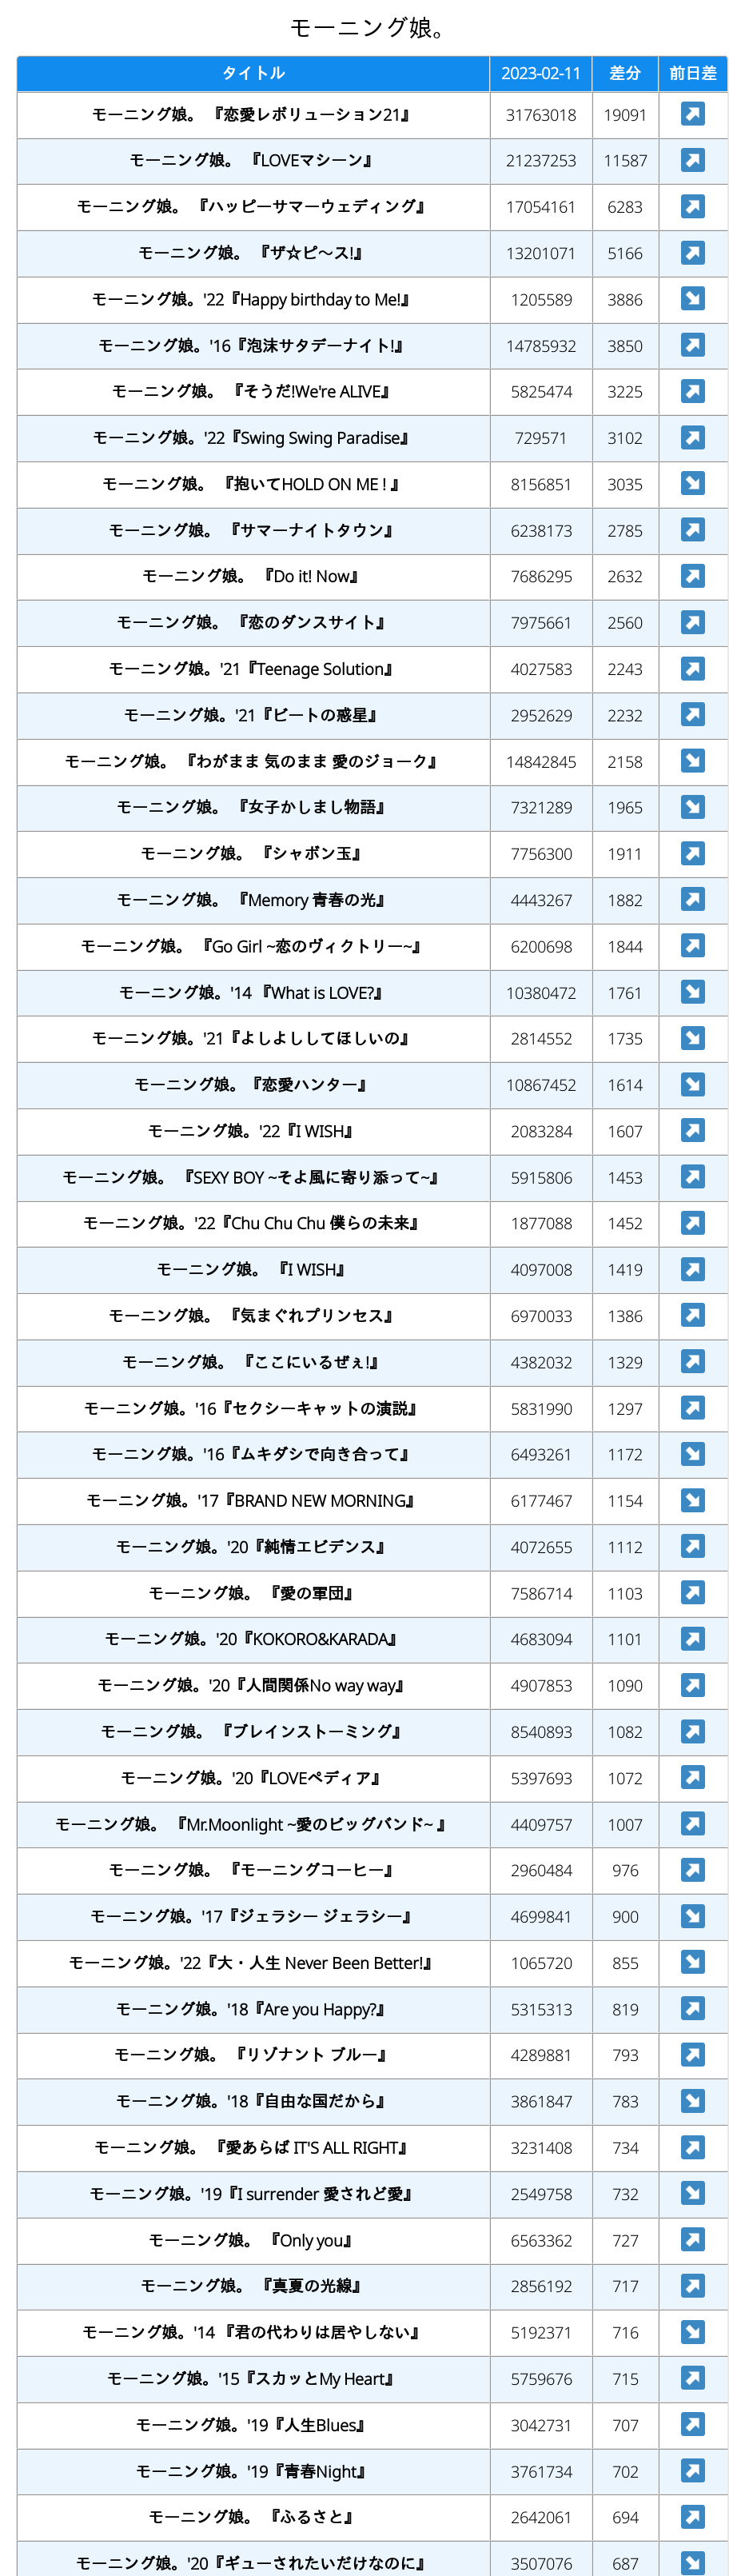 モーニング娘。
タイトル 2023-02-11 差分 前日差
モーニング娘。 『恋愛レボリューション21』 31763018 19091
モーニング娘。 『LOVEマシーン』 21237253 11587
モーニング娘。 『ハッピーサマーウェディング』 17054161 6283
モーニング娘。 『ザ☆ピ〜ス!』 13201071 5166
モーニング娘。'22『Happy birthday to Me!』 1205589 3886
モーニング娘。'16『泡沫サタデーナイト!』 14785932 3850
モーニング娘。 『そうだ!We're ALIVE』 5825474 3225
モーニング娘。'22『Swing Swing Paradise』 729571 3102
モーニング娘。 『抱いてHOLD ON ME ! 』 8156851 3035
モーニング娘。 『サマーナイトタウン』 6238173 2785
モーニング娘。 『Do it! Now』 7686295 2632
モーニング娘。 『恋のダンスサイト』 7975661 2560
モーニング娘。'21『Teenage Solution』 4027583 2243
モーニング娘。'21『ビートの惑星』 2952629 2232
モーニング娘。 『わがまま 気のまま 愛のジョーク』 14842845 2158
モーニング娘。 『女子かしまし物語』 7321289 1965
モーニング娘。 『シャボン玉』 7756300 1911
モーニング娘。 『Memory 青春の光』 4443267 1882
モーニング娘。 『Go Girl ~恋のヴィクトリー~』 6200698 1844
モーニング娘。'14 『What is LOVE?』 10380472 1761
モーニング娘。'21『よしよししてほしいの』 2814552 1735
モーニング娘。『恋愛ハンター』 10867452 1614
モーニング娘。'22『I WISH』 2083284 1607
モーニング娘。 『SEXY BOY ~そよ風に寄り添って~』 5915806 1453
モーニング娘。'22『Chu Chu Chu 僕らの未来』 1877088 1452
モーニング娘。 『I WISH』 4097008 1419
モーニング娘。 『気まぐれプリンセス』 6970033 1386
モーニング娘。 『ここにいるぜぇ!』 4382032 1329
モーニング娘。'16『セクシーキャットの演説』 5831990 1297
モーニング娘。'16『ムキダシで向き合って』 6493261 1172
モーニング娘。'17『BRAND NEW MORNING』 6177467 1154
モーニング娘。'20『純情エビデンス』 4072655 1112
モーニング娘。 『愛の軍団』 7586714 1103
モーニング娘。'20『KOKORO&KARADA』 4683094 1101
モーニング娘。'20『人間関係No way way』 4907853 1090
モーニング娘。 『ブレインストーミング』 8540893 1082
モーニング娘。'20『LOVEペディア』 5397693 1072
モーニング娘。 『Mr.Moonlight ~愛のビッグバンド~ 』 4409757 1007
モーニング娘。 『モーニングコーヒー』 2960484 976
モーニング娘。'17『ジェラシー ジェラシー』 4699841 900
モーニング娘。'22『大・人生 Never Been Better!』 1065720 855
モーニング娘。'18『Are you Happy?』 5315313 819
モーニング娘。 『リゾナント ブルー』 4289881 793
モーニング娘。'18『自由な国だから』 3861847 783
モーニング娘。 『愛あらば IT'S ALL RIGHT』 3231408 734
モーニング娘。'19『I surrender 愛されど愛』 2549758 732
モーニング娘。 『Only you』 6563362 727
モーニング娘。 『真夏の光線』 2856192 717
モーニング娘。'14 『君の代わりは居やしない』 5192371 716
モーニング娘。'15『スカッとMy Heart』 5759676 715
モーニング娘。'19『人生Blues』 3042731 707
モーニング娘。'19『青春Night』 3761734 702
モーニング娘。 『ふるさと』 2642061 694
モーニング娘。'20『ギューされたいだけなのに』 3507076 687